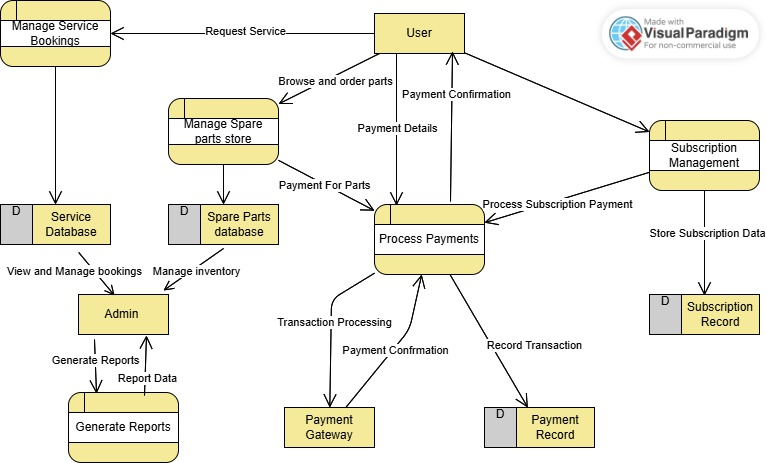 Made with
Visual Paradigm
For non-commercial use
Manage Service
Bookings
Request Service
User
Browse and order parts
Payment Confirmation
Manage Spare
parts store
Payment Details
Subscription
Management
Payment For Parts
Process Subscription Payment
D
Service
Database
D
Spare Parts
database
Process Payments
Store Subscription Data
View and Manage bookings
Manage inventory
Admin
D
Subscription
Record
Transaction Processing
Payment Confrmation
Record Transaction
Generate Reports
Report Data
Generate Reports
Payment
Gateway
D
Payment
Record